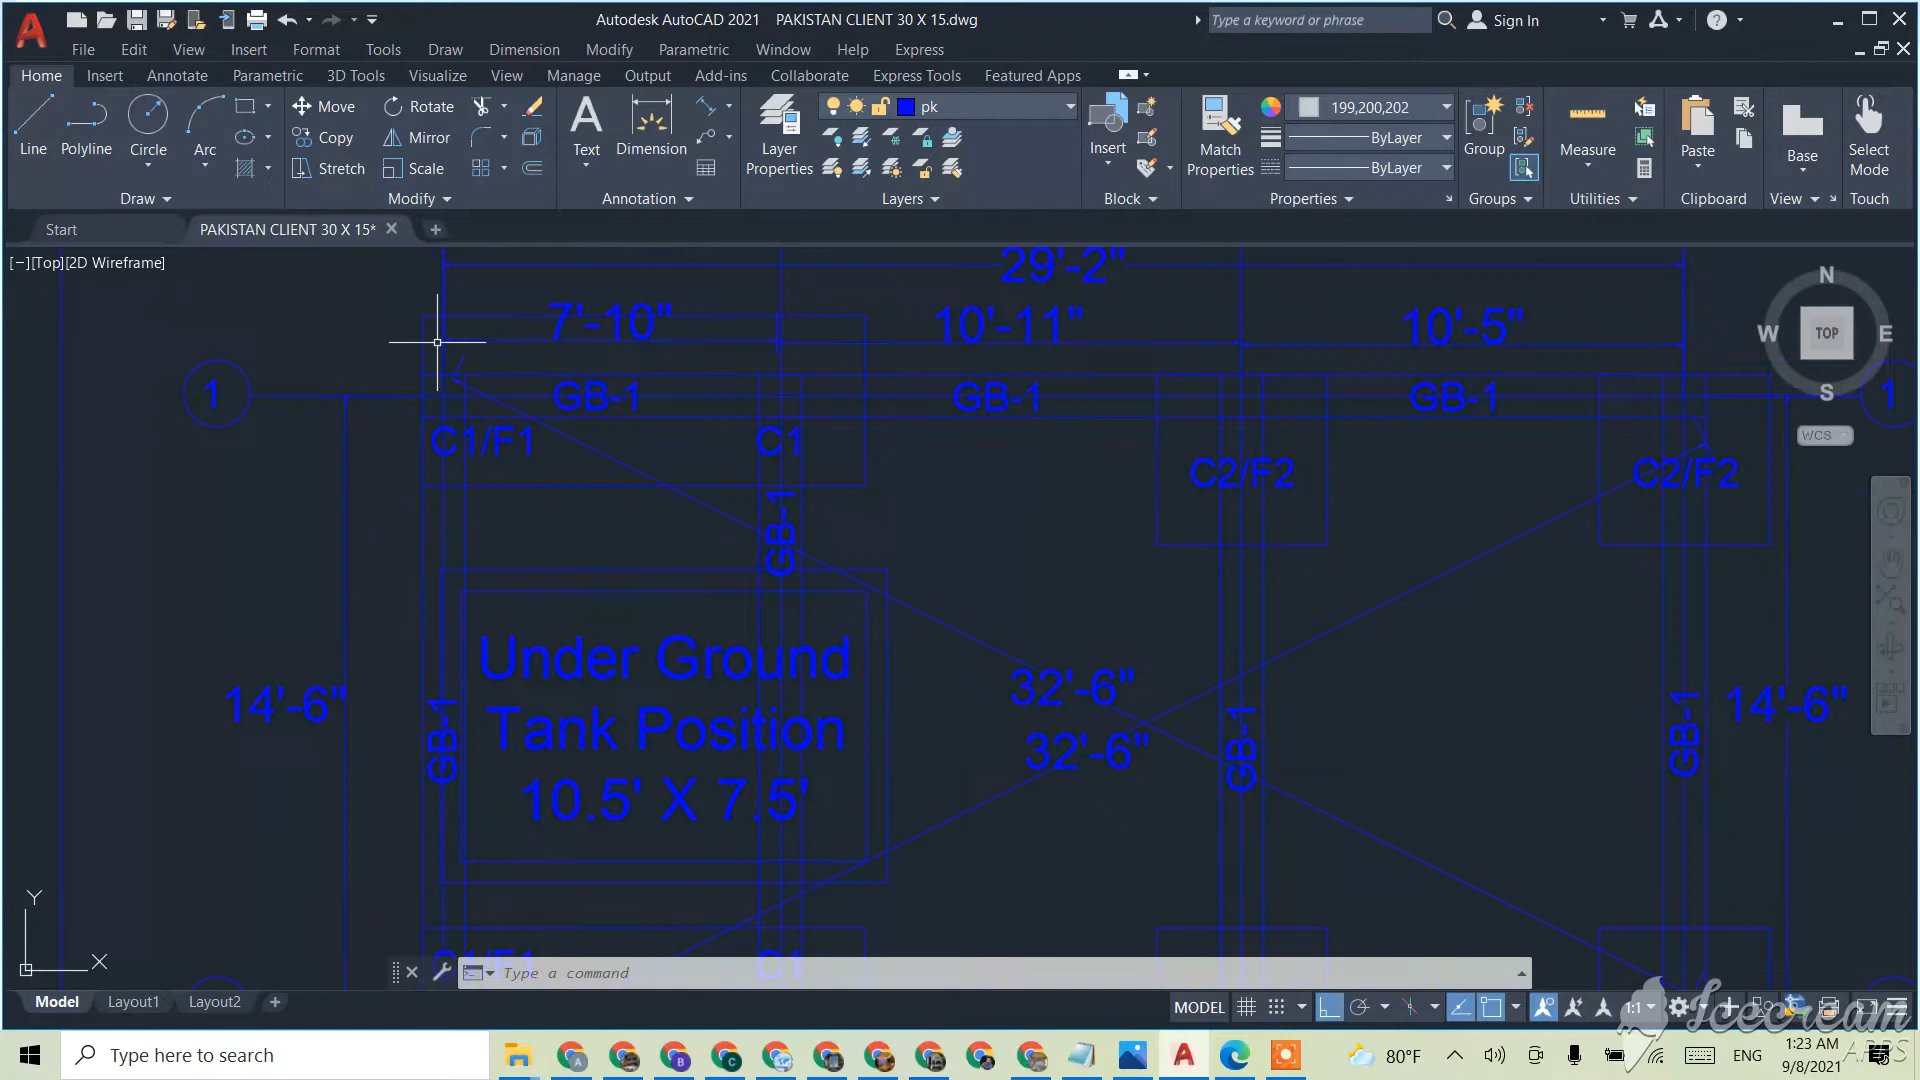 Autodesk AutoCAD 2021 PAKISTAN CLIENT 30 X 15.dwg
Type a keyword or phrase
Sign In
File Edit View Insert Format Tools Draw Dimension Modify Parametric Window Help Express
Home Insert Annotate Parametric 3D Tools Visualize View Manage Output Add-ins Collaborate Express Tools Featured Apps
Line Polyline Circle Arc
Move Rotate
Copy Mirror
Stretch Scale
Text Dimension
Layer Properties
pk
Insert
Match Properties
199,200,202
ByLayer
ByLayer
Group
Measure
Paste
Base
Select Mode
Draw Modify Annotation Layers Block Properties Groups Utilities Clipboard View Touch
Start PAKISTAN CLIENT 30 X 15*
[−][Top][2D Wireframe]
29'-2"
7'-10" 10'-11" 10'-5"
N
W TOP E
S
WCS
1 GB-1 GB-1 GB-1 1
C1/F1 C1 C2/F2 C2/F2
GB-1
Under Ground
Tank Position
10.5' X 7.5'
32'-6"
32'-6"
14'-6" GB-1 GB-1 GB-1 14'-6"
C1/F1 C1
Y
X
Type a command
Model Layout1 Layout2
MODEL 1:1
Icecream
APPS
Type here to search
80°F
ENG
1:23 AM
9/8/2021